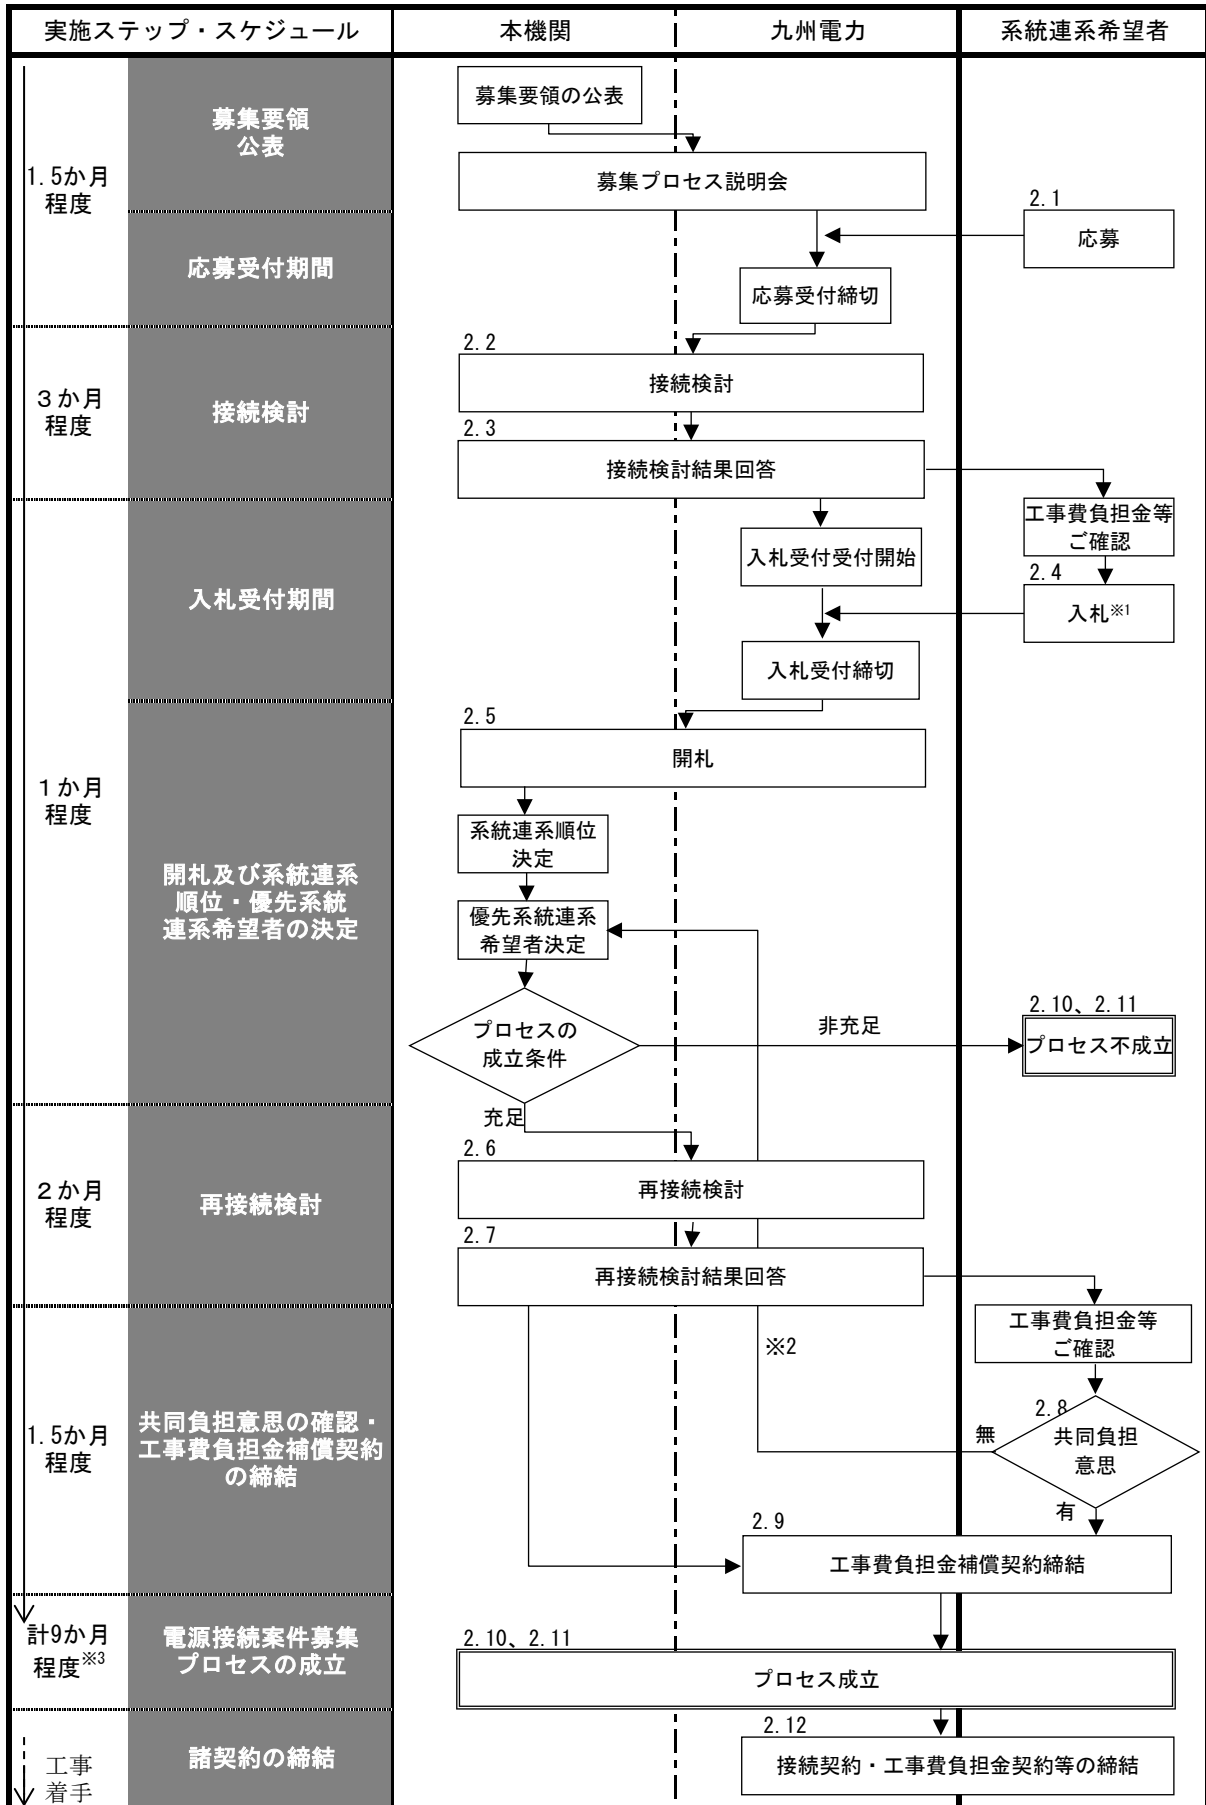 実施ステップ・スケジュール
本機関
九州電力
系統連系希望者
募集要領の公表
募集要領
公表
1.5か月
程度
募集プロセス説明会
2.1
応募
応募受付期間
応募受付締切
2.2
接続検討
3か月
程度
接続検討
2.3
接続検討結果回答
工事費負担金等
ご確認
入札受付受付開始
2.4
入札※1
入札受付期間
入札受付締切
2.5
開札
1か月
程度
系統連系順位
決定
開札及び系統連系
順位・優先系統
連系希望者の決定
優先系統連系
希望者決定
プロセスの
成立条件
非充足
2.10、2.11
プロセス不成立
充足
2.6
再接続検討
2か月
程度
再接続検討
2.7
再接続検討結果回答
工事費負担金等
ご確認
※2
2.8
共同負担
意思
無
有
1.5か月
程度
共同負担意思の確認・
工事費負担金補償契約
の締結
2.9
工事費負担金補償契約締結
計9か月
程度※3
電源接続案件募集
プロセスの成立
2.10、2.11
プロセス成立
2.12
接続契約・工事費負担金契約等の締結
諸契約の締結
工事
着手